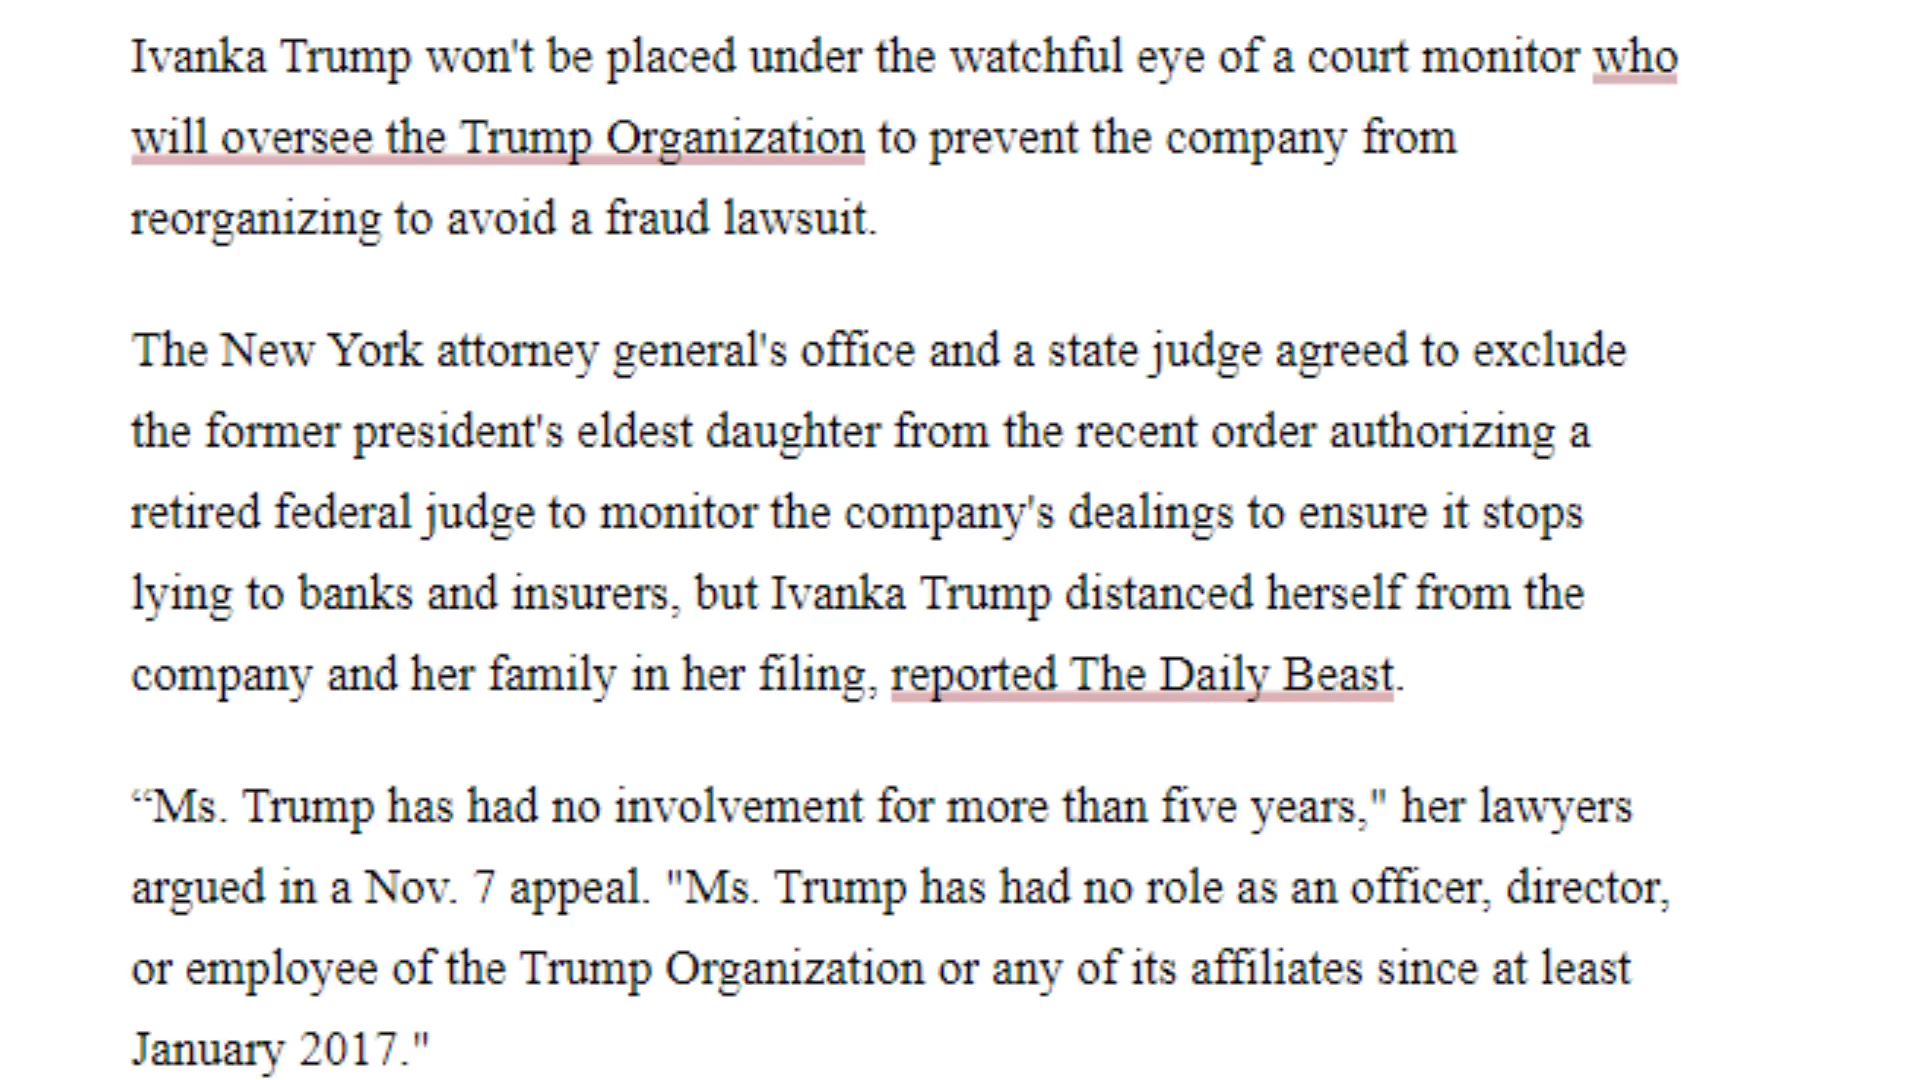 Ivanka Trump won't be placed under the watchful eye of a court monitor who
will oversee the Trump Organization to prevent the company from
reorganizing to avoid a fraud lawsuit.
The New York attorney general's office and a state judge agreed to exclude
the former president's eldest daughter from the recent order authorizing a
retired federal judge to monitor the company's dealings to ensure it stops
lying to banks and insurers, but Ivanka Trump distanced herself from the
company and her family in her filing, reported The Daily Beast.
“Ms. Trump has had no involvement for more than five years," her lawyers
argued in a Nov. 7 appeal. "Ms. Trump has had no role as an officer, director,
or employee of the Trump Organization or any of its affiliates since at least
January 2017."